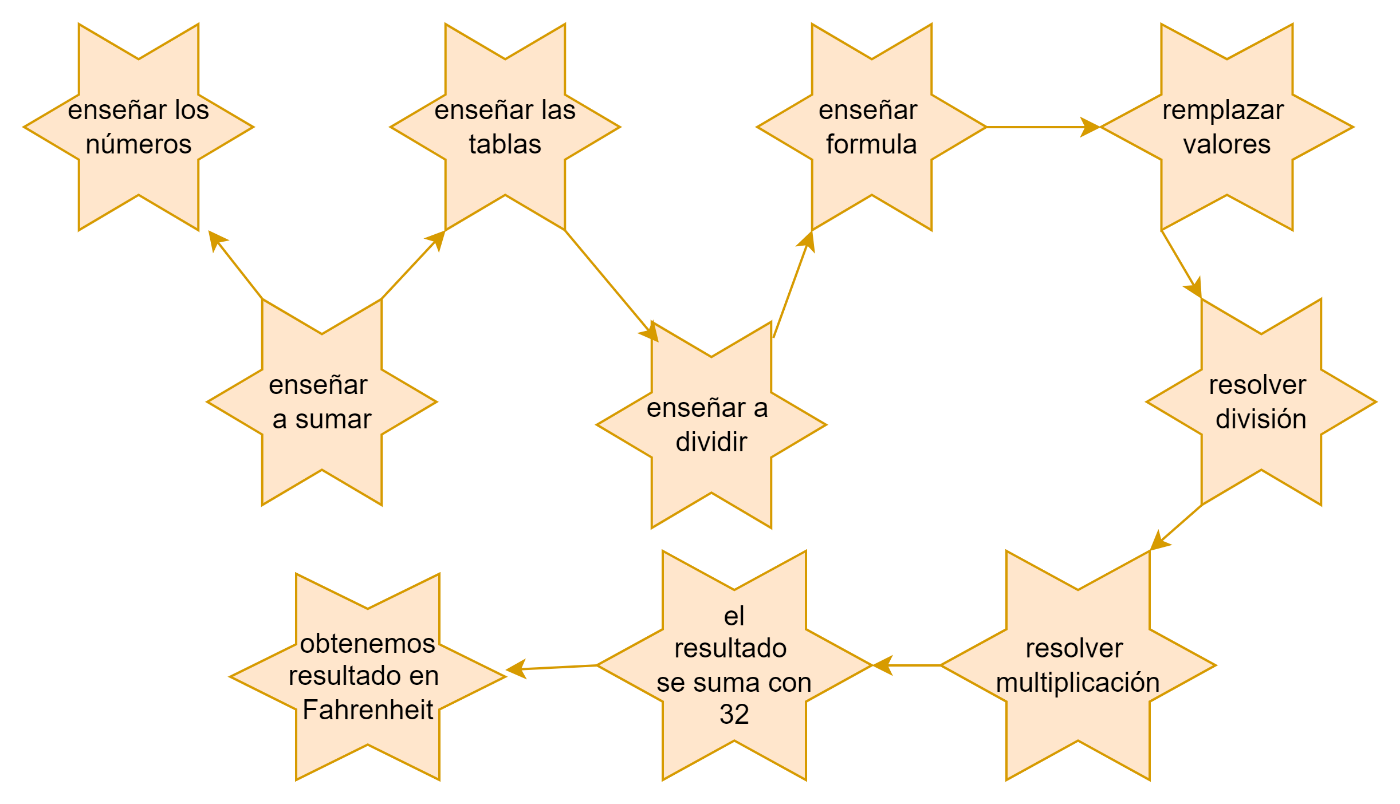 enseñar los
números
enseñar las
tablas
enseñar
formula
remplazar
valores
enseñar
a sumar
enseñar a
dividir
resolver
división
obtenemos
resultado en
Fahrenheit
el
resultado
se suma con
32
resolver
multiplicación